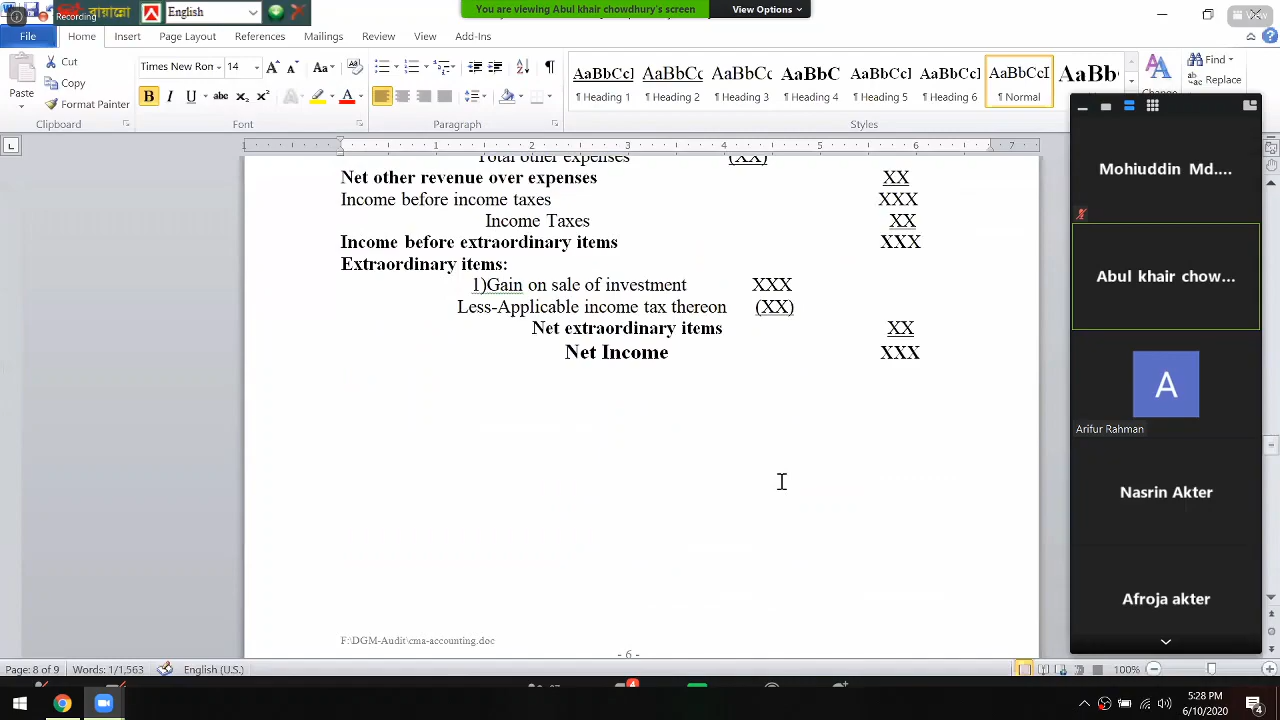 Recording
বায়ান্নো
English
You are viewing Abul khair chowdhury's screen
View Options
View
File
Home
Insert
Page Layout
References
Mailings
Review
View
Add-Ins
Paste
Cut
Copy
Format Painter
Clipboard
Times New Ron
14
Font
Paragraph
AaBbCcI AaBbCc AaBbCc AaBbC AaBbCcI AaBbCcI AaBbCcI AaBb
Heading 1
Heading 2
Heading 3
Heading 4
Heading 5
Heading 6
Normal
Change
Styles
Find
Replace
Total other expenses (XX)
Net other revenue over expenses XX
Income before income taxes XXX
Income Taxes XX
Income before extraordinary items XXX
Extraordinary items:
1)Gain on sale of investment XXX
Less-Applicable income tax thereon (XX)
Net extraordinary items XX
Net Income XXX
F:\DGM-Audit\cma-accounting.doc
- 6 -
Mohiuddin Md....
Abul khair chow...
A
Arifur Rahman
Nasrin Akter
Afroja akter
Page: 8 of 9
Words: 1/1,563
English (U.S.)
100%
5:28 PM
6/10/2020
4